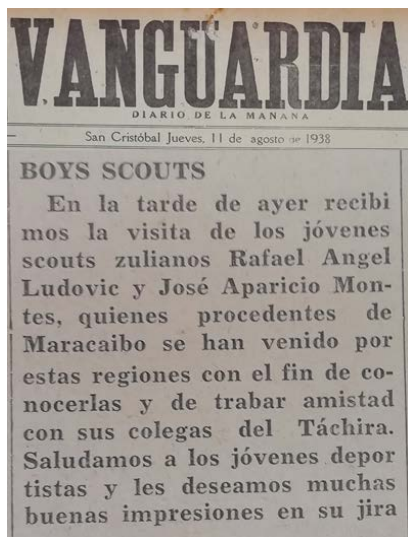 VANGUARDIA
DIARIO DE LA MAÑANA
San Cristóbal Jueves, 11 de agosto de 1938
BOYS SCOUTS
En la tarde de ayer recibi
mos la visita de los jóvenes
scouts zulianos Rafael Angel
Ludovic y José Aparicio Mon-
tes, quienes procedentes de
Maracaibo se han venido por
estas regiones con el fin de co-
nocerlas y de trabar amistad
con sus colegas del Táchira.
Saludamos a los jóvenes depor
tistas y les deseamos muchas
buenas impresiones en su jira